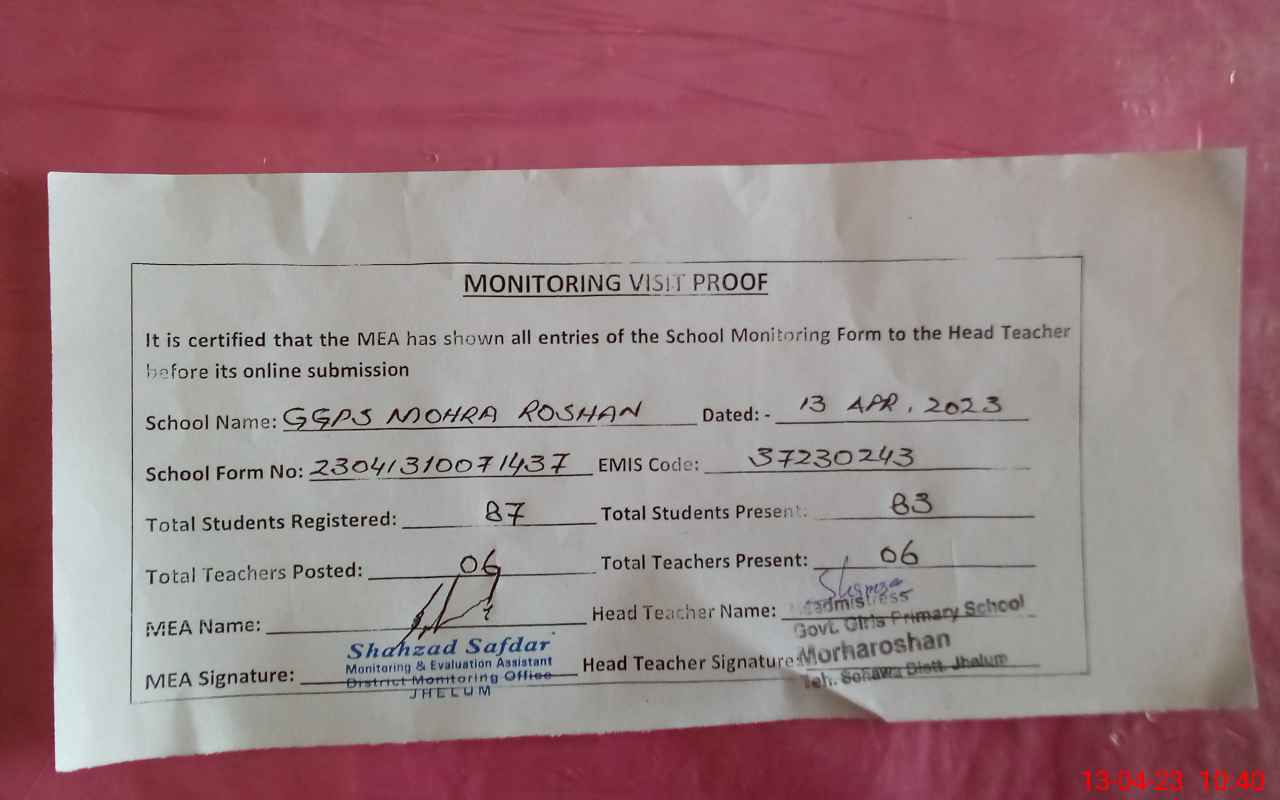 MONITORING VISIT PROOF
It is certified that the MEA has shown all entries of the School Monitoring Form to the Head Teacher
before its online submission
School Name: GGPS MOHRA ROSHAN Dated: - 13 APR, 2023
School Form No: 23041310071437 EMIS Code: 37230243
Total Students Registered: 87 Total Students Present: 83
Total Teachers Posted: 06 Total Teachers Present: 06
MEA Name: Head Teacher Name:
Headmistress
Govt. Girls Primary School
Shahzad Safdar
Monitoring & Evaluation Assistant
MEA Signature: District Monitoring Office Head Teacher Signature: Morharoshan
JHELUM Teh. Sohawa Distt. Jhelum
13-04-23 10:40